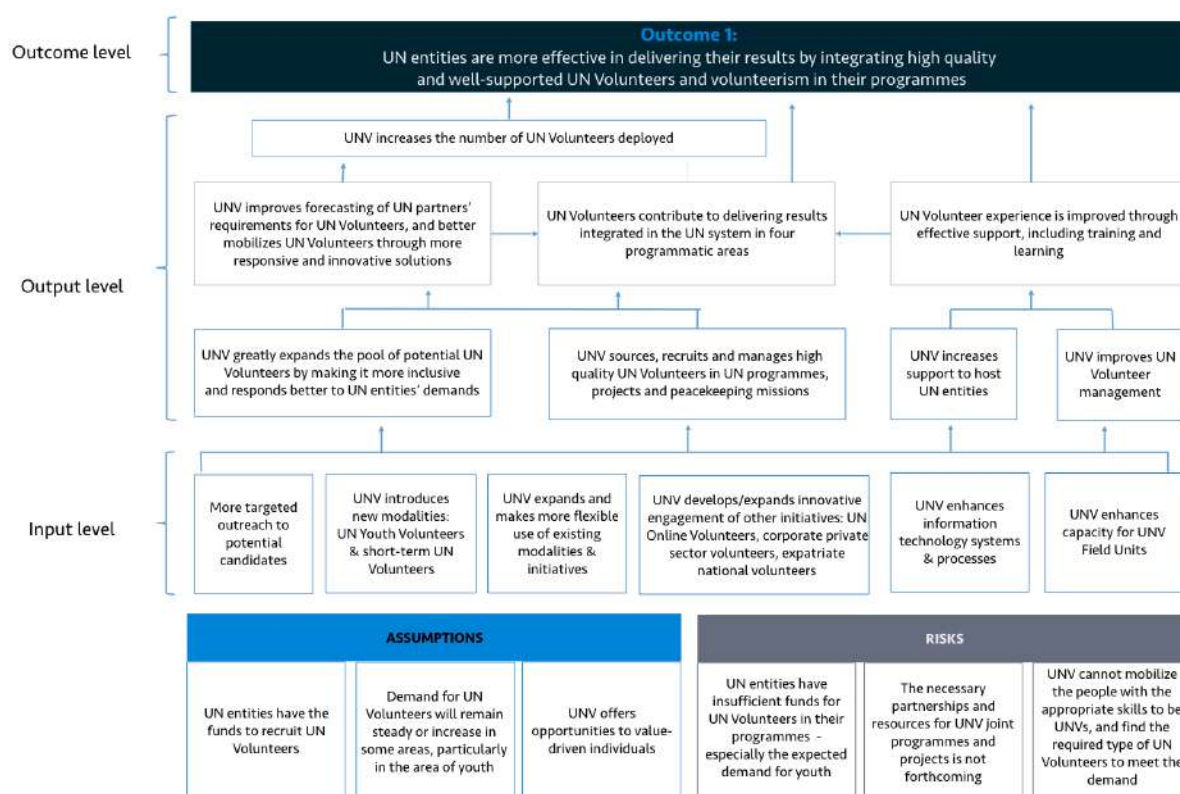 Outcome level
Outcome 1:
UN entities are more effective in delivering their results by integrating high quality
and well-supported UN Volunteers and volunteerism in their programmes
Output level
UNV increases the number of UN Volunteers deployed
UNV improves forecasting of UN partners'
requirements for UN Volunteers, and better
mobilizes UN Volunteers through more
responsive and innovative solutions
UN Volunteers contribute to delivering results
integrated in the UN system in four
programmatic areas
UN Volunteer experience is improved through
effective support, including training and
learning
UNV greatly expands the pool of potential UN
Volunteers by making it more inclusive
and responds better to UN entities' demands
UNV sources, recruits and manages high
quality UN Volunteers in UN programmes,
projects and peacekeeping missions
UNV increases
support to host
UN entities
UNV improves UN
Volunteer
management
Input level
More targeted
outreach to
potential
candidates
UNV introduces
new modalities:
UN Youth Volunteers
& short-term UN
Volunteers
UNV expands and
makes more flexible
use of existing
modalities &
initiatives
UNV develops/expands innovative
engagement of other initiatives: UN
Online Volunteers, corporate private
sector volunteers, expatriate
national volunteers
UNV enhances
information
technology systems
& processes
UNV enhances
capacity for UNV
Field Units
ASSUMPTIONS
UN entities have the
funds to recruit UN
Volunteers
Demand for UN
Volunteers will remain
steady or increase in
some areas, particularly
in the area of youth
UNV offers
opportunities to value-
driven individuals
RISKS
UN entities have
insufficient funds for
UN Volunteers in their
programmes -
especially the expected
demand for youth
The necessary
partnerships and
resources for UNV joint
programmes and
projects is not
forthcoming
UNV cannot mobilize
the people with the
appropriate skills to be
UNVs, and find the
required type of UN
Volunteers to meet the
demand